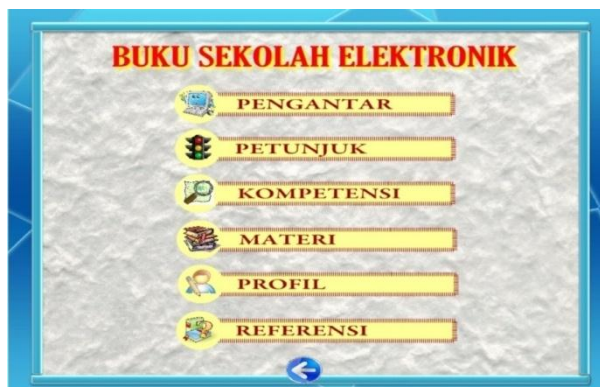 BUKU SEKOLAH ELEKTRONIK
PENGANTAR
PETUNJUK
KOMPETENSI
MATERI
PROFIL
REFERENSI